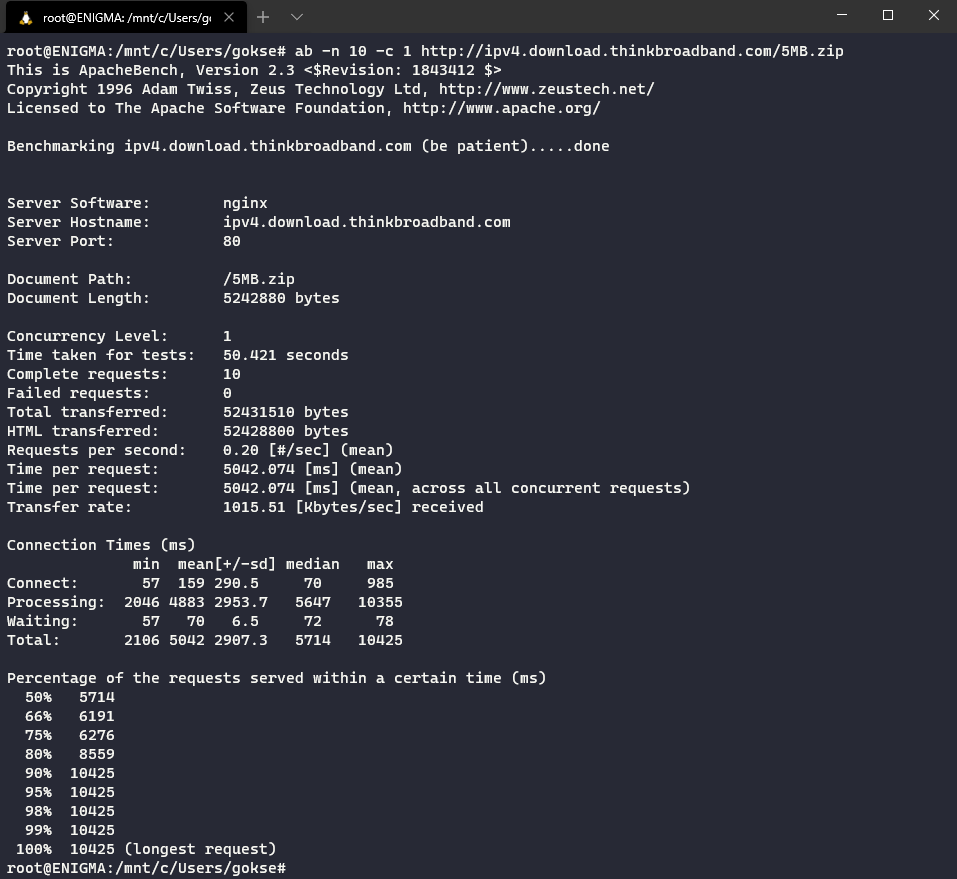 root@ENIGMA: /mnt/c/Users/g
root@ENIGMA:/mnt/c/Users/gokse# ab -n 10 -c 1 http://ipv4.download.thinkbroadband.com/5MB.zip
This is ApacheBench, Version 2.3 <$Revision: 1843412 $>
Copyright 1996 Adam Twiss, Zeus Technology Ltd, http://www.zeustech.net/
Licensed to The Apache Software Foundation, http://www.apache.org/

Benchmarking ipv4.download.thinkbroadband.com (be patient).....done


Server Software:        nginx
Server Hostname:        ipv4.download.thinkbroadband.com
Server Port:            80

Document Path:          /5MB.zip
Document Length:        5242880 bytes

Concurrency Level:      1
Time taken for tests:   50.421 seconds
Complete requests:      10
Failed requests:        0
Total transferred:      52431510 bytes
HTML transferred:       52428800 bytes
Requests per second:    0.20 [#/sec] (mean)
Time per request:       5042.074 [ms] (mean)
Time per request:       5042.074 [ms] (mean, across all concurrent requests)
Transfer rate:          1015.51 [Kbytes/sec] received

Connection Times (ms)
              min  mean[+/-sd] median   max
Connect:       57  159 290.5     70     985
Processing:  2046 4883 2953.7   5647   10355
Waiting:       57   70   6.5     72      78
Total:       2106 5042 2907.3   5714   10425

Percentage of the requests served within a certain time (ms)
  50%   5714
  66%   6191
  75%   6276
  80%   8559
  90%  10425
  95%  10425
  98%  10425
  99%  10425
 100%  10425 (longest request)
root@ENIGMA:/mnt/c/Users/gokse#